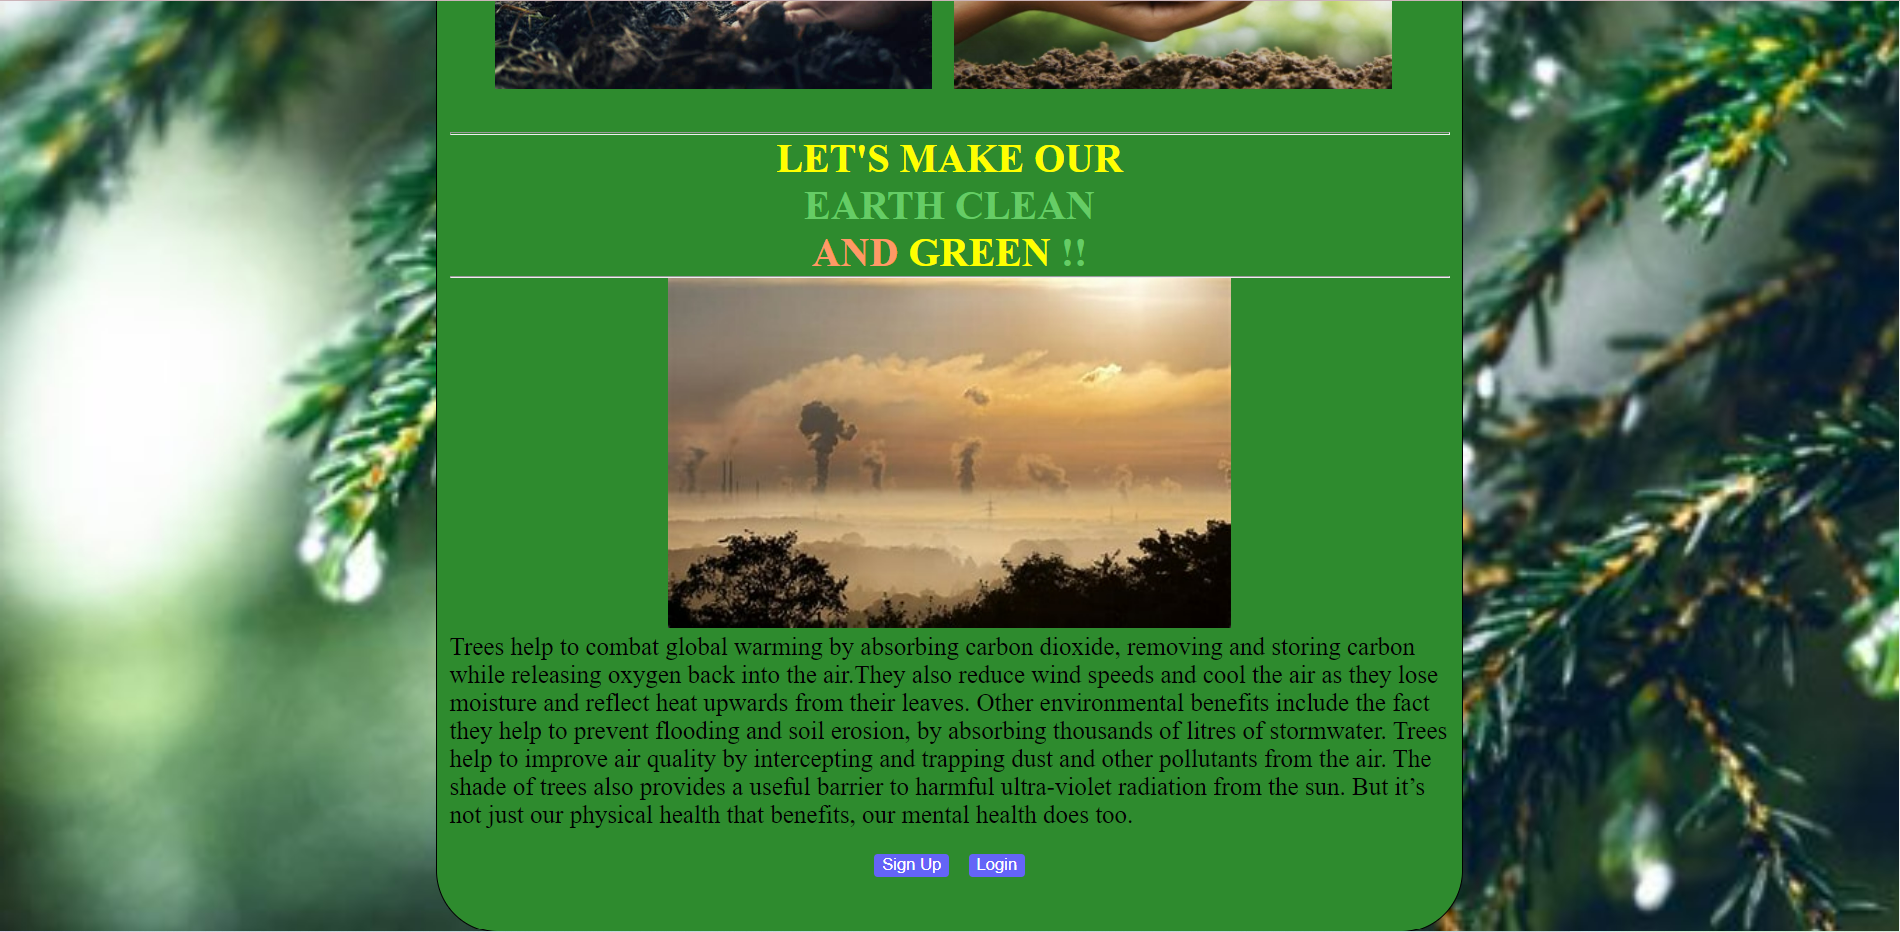 LET'S MAKE OUR
EARTH CLEAN
AND GREEN !!
Trees help to combat global warming by absorbing carbon dioxide, removing and storing carbon
while releasing oxygen back into the air.They also reduce wind speeds and cool the air as they lose
moisture and reflect heat upwards from their leaves. Other environmental benefits include the fact
they help to prevent flooding and soil erosion, by absorbing thousands of litres of stormwater. Trees
help to improve air quality by intercepting and trapping dust and other pollutants from the air. The
shade of trees also provides a useful barrier to harmful ultra-violet radiation from the sun. But it’s
not just our physical health that benefits, our mental health does too.
Sign Up Login